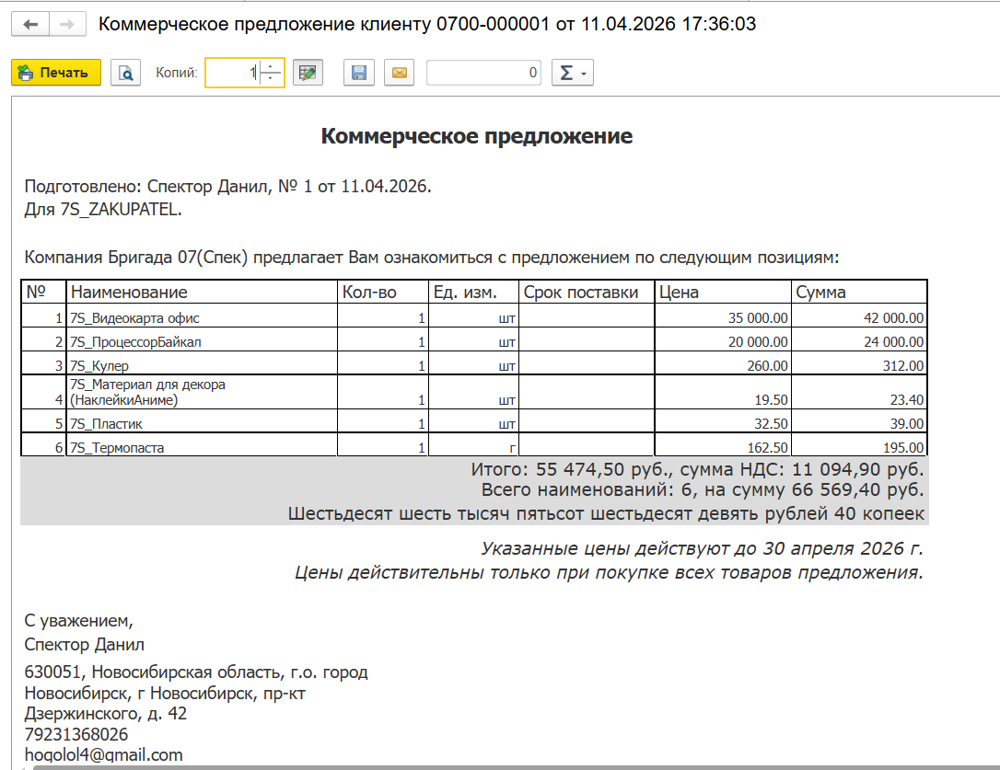 Коммерческое предложение клиенту 0700-000001 от 11.04.2026 17:36:03
Печать Копий: 1 0 Σ
Коммерческое предложение
Подготовлено: Спектор Данил, № 1 от 11.04.2026.
Для 7S_ZAKUPATEL.
Компания Бригада 07(Спек) предлагает Вам ознакомиться с предложением по следующим позициям:
№ Наименование Кол-во Ед. изм. Срок поставки Цена Сумма
1 7S_Видеокарта офис 1 шт 35 000.00 42 000.00
2 7S_ПроцессорБайкал 1 шт 20 000.00 24 000.00
3 7S_Кулер 1 шт 260.00 312.00
7S_Материал для декора
4 (НаклейкиАниме) 1 шт 19.50 23.40
5 7S_Пластик 1 шт 32.50 39.00
6 7S_Термопаста 1 г 162.50 195.00
Итого: 55 474,50 руб., сумма НДС: 11 094,90 руб.
Всего наименований: 6, на сумму 66 569,40 руб.
Шестьдесят шесть тысяч пятьсот шестьдесят девять рублей 40 копеек
Указанные цены действуют до 30 апреля 2026 г.
Цены действительны только при покупке всех товаров предложения.
С уважением,
Спектор Данил
630051, Новосибирская область, г.о. город
Новосибирск, г Новосибирск, пр-кт
Дзержинского, д. 42
79231368026
hogolol4@gmail.com